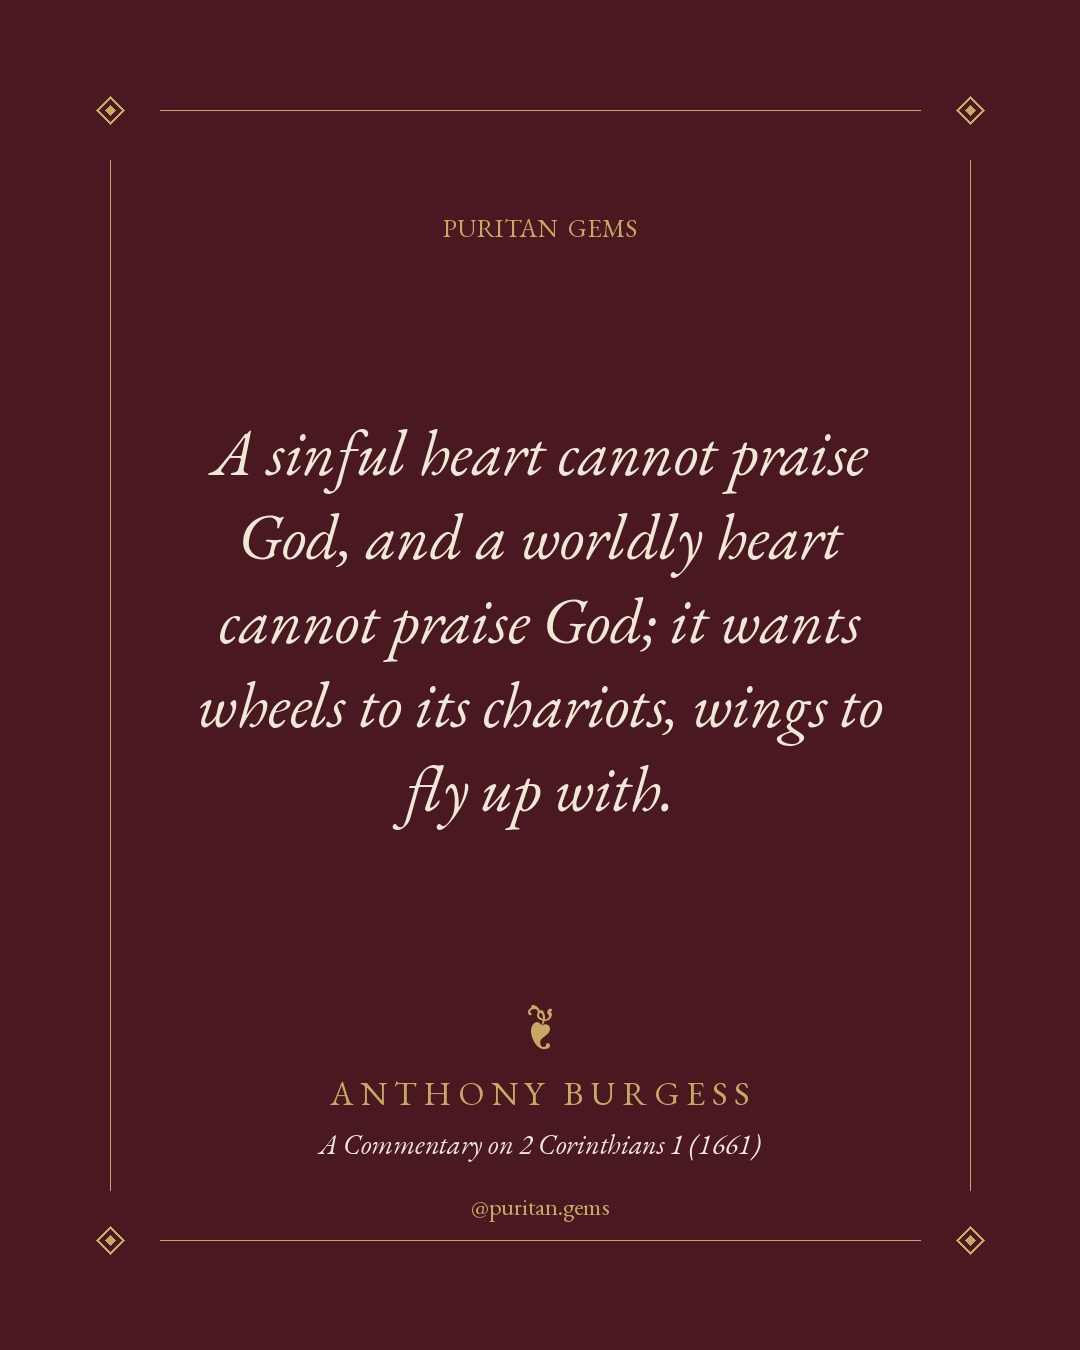 PURITAN GEMS
A sinful heart cannot praise
God, and a worldly heart
cannot praise God; it wants
wheels to its chariots, wings to
fly up with.
ANTHONY BURGESS
A Commentary on 2 Corinthians 1 (1661)
@puritan.gems